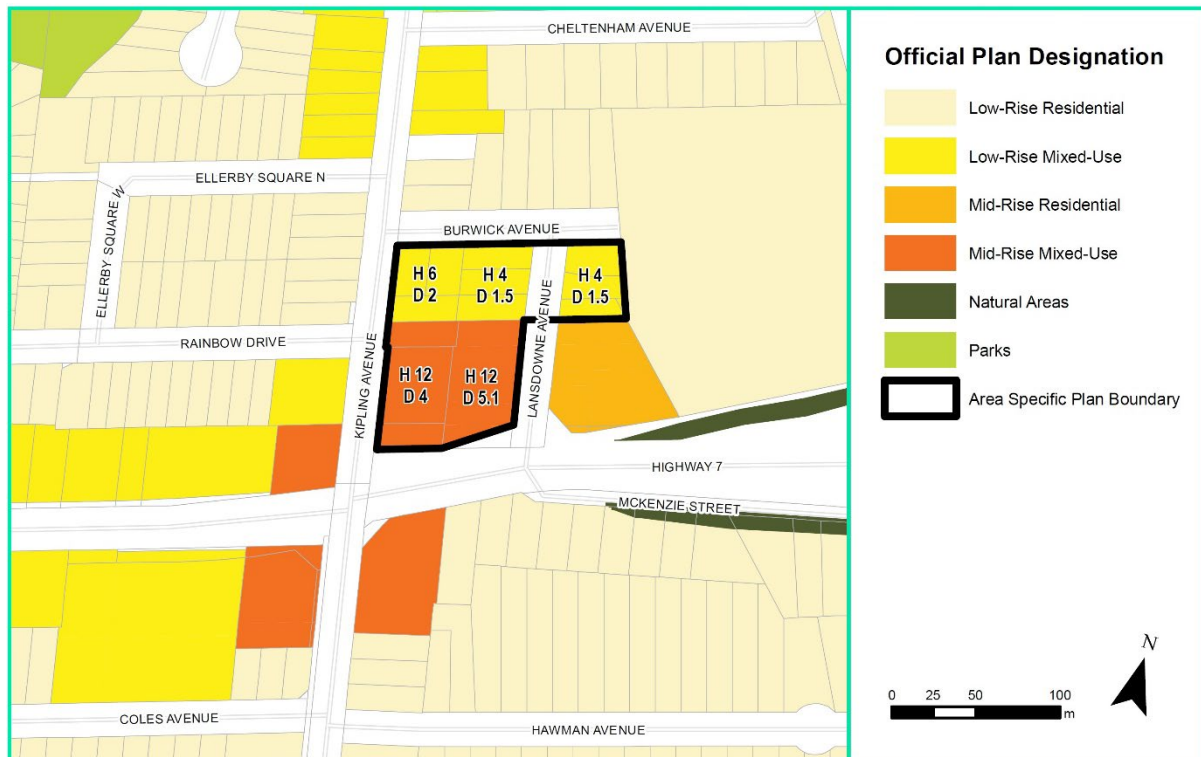 CHELTENHAM AVENUE
ELLERBY SQUARE N
ELLERBY SQUARE W
BURWICK AVENUE
H 6
D 2
H 4
D 1.5
H 4
D 1.5
LANSDOWNE AVENUE
RAINBOW DRIVE
KIPLING AVENUE
H 12
D 4
H 12
D 5.1
HIGHWAY 7
MCKENZIE STREET
COLES AVENUE
HAWMAN AVENUE
Official Plan Designation
Low-Rise Residential
Low-Rise Mixed-Use
Mid-Rise Residential
Mid-Rise Mixed-Use
Natural Areas
Parks
Area Specific Plan Boundary
N
0 25 50 100
m